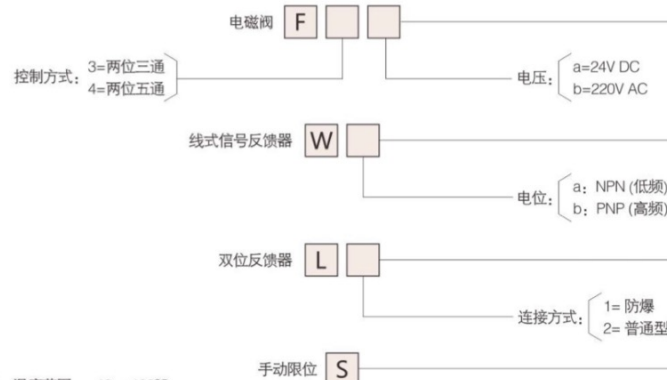 电磁阀 F
控制方式: 3=两位三通
4=两位五通
电压: a=24V DC
b=220V AC
线式信号反馈器 W
电位: a: NPN (低频)
b: PNP (高频)
双位反馈器 L
连接方式: 1= 防爆
2= 普通型
手动限位 S